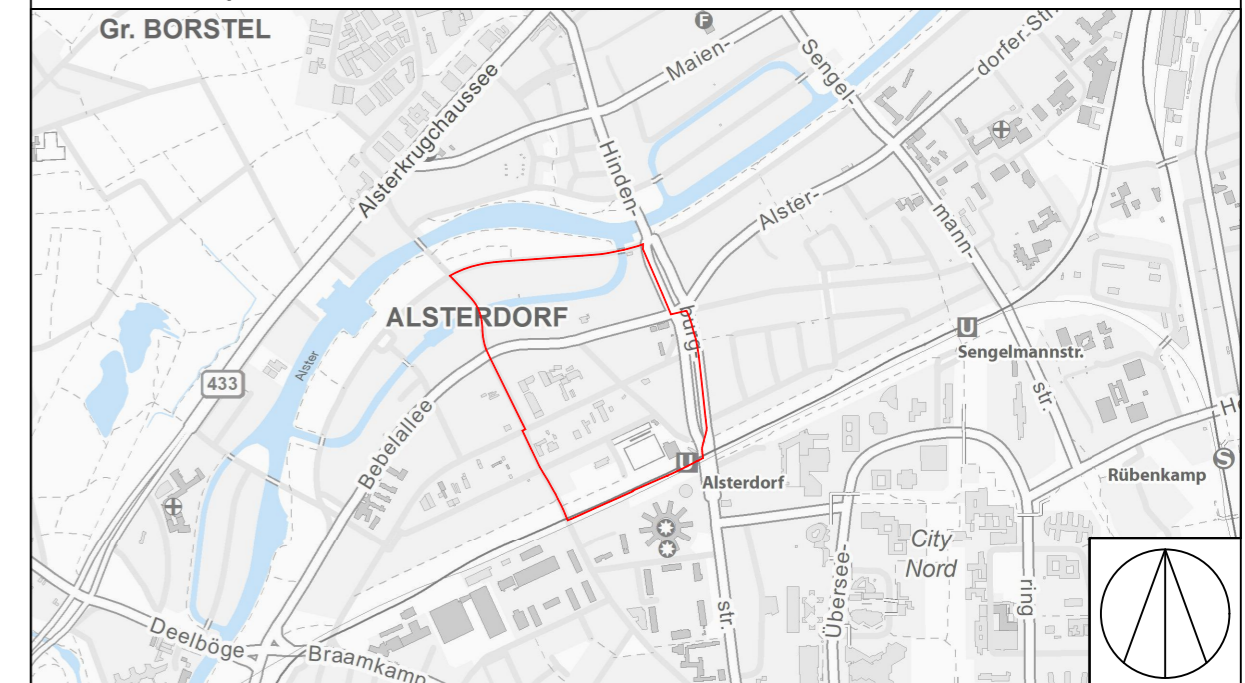 Gr. BORSTEL
F
Maien-
Sengel-
dorfer-Str.
Alsterkrugchaussee
Hinden-
Alster-
mann-
ALSTERDORF
burg-
U
Sengelmannstr.
Alster
433
str.
Bebelallee
U
Alsterdorf
Rübenkamp
S
City
Nord
Übersee-
ring
str.
Deelböge
Braamkamp